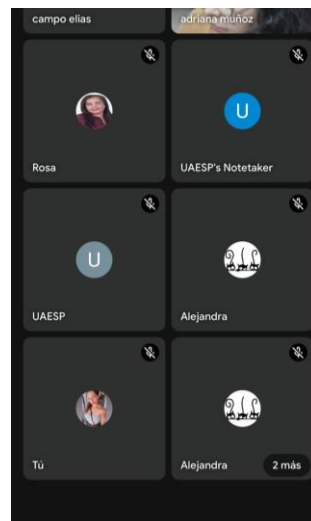 campo elias
adriana muñoz
Rosa
U
UAESP's Notetaker
U
UAESP
Alejandra
Tú
Alejandra
2 más